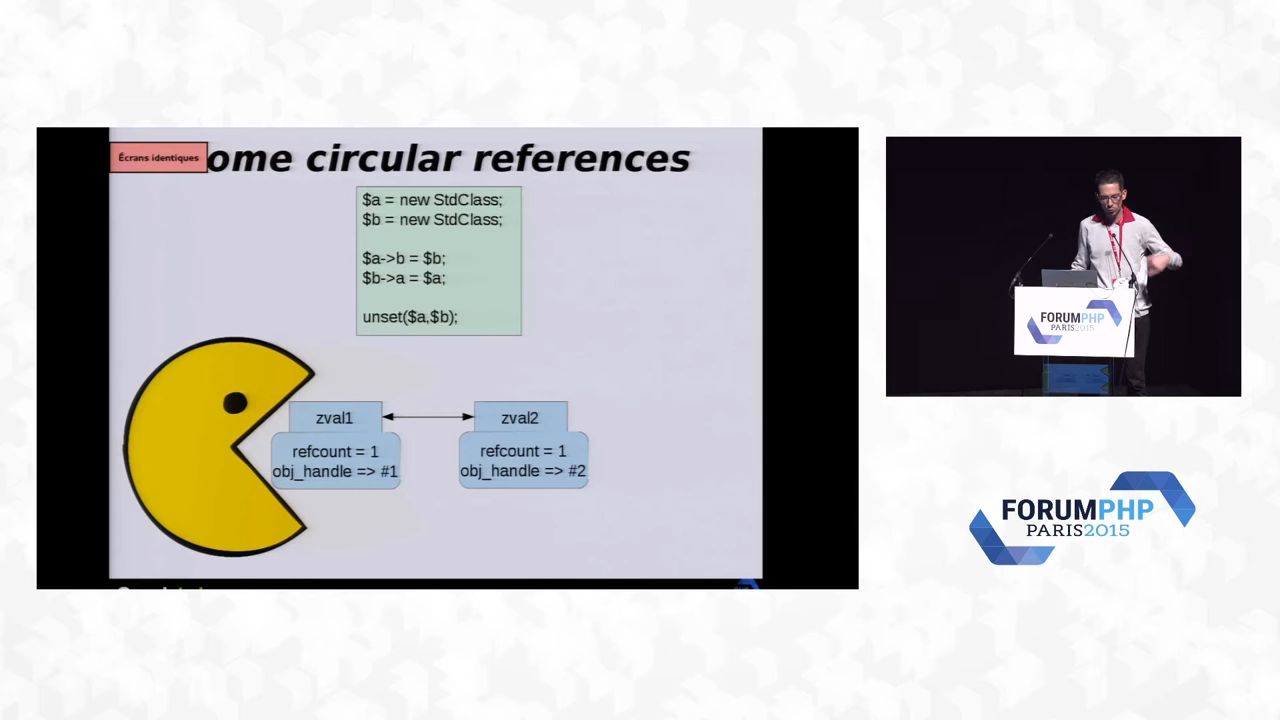 Écrans identiques
ome circular references
$a = new StdClass;
$b = new StdClass;
$a->b = $b;
$b->a = $a;
unset($a,$b);
zval1
zval2
refcount = 1
obj_handle => #1
refcount = 1
obj_handle => #2
FORUMPHP
PARIS2015
FORUMPHP
PARIS2015